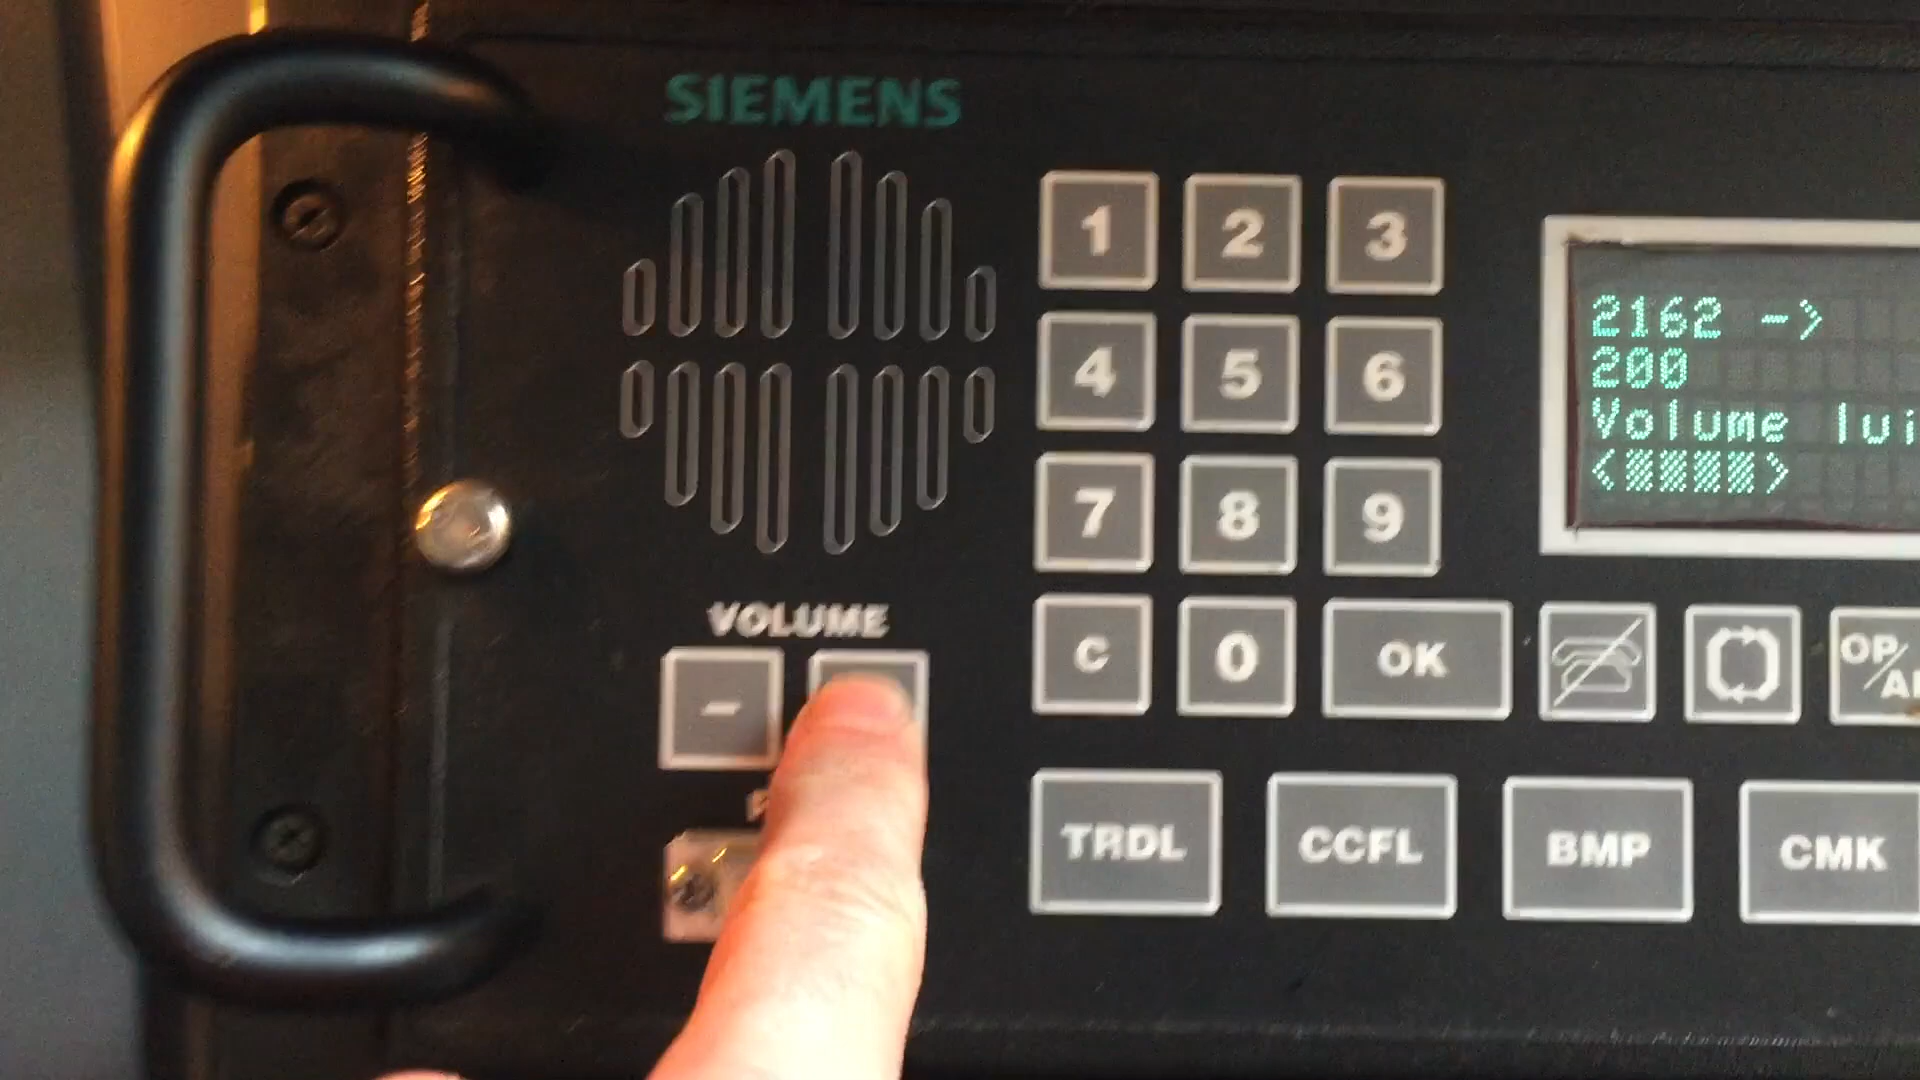 SIEMENS
1 2 3
4 5 6
7 8 9
C 0 OK
2162 ->
200
Volume lui
VOLUME
-
OP/
TRDL CCFL BMP CMK